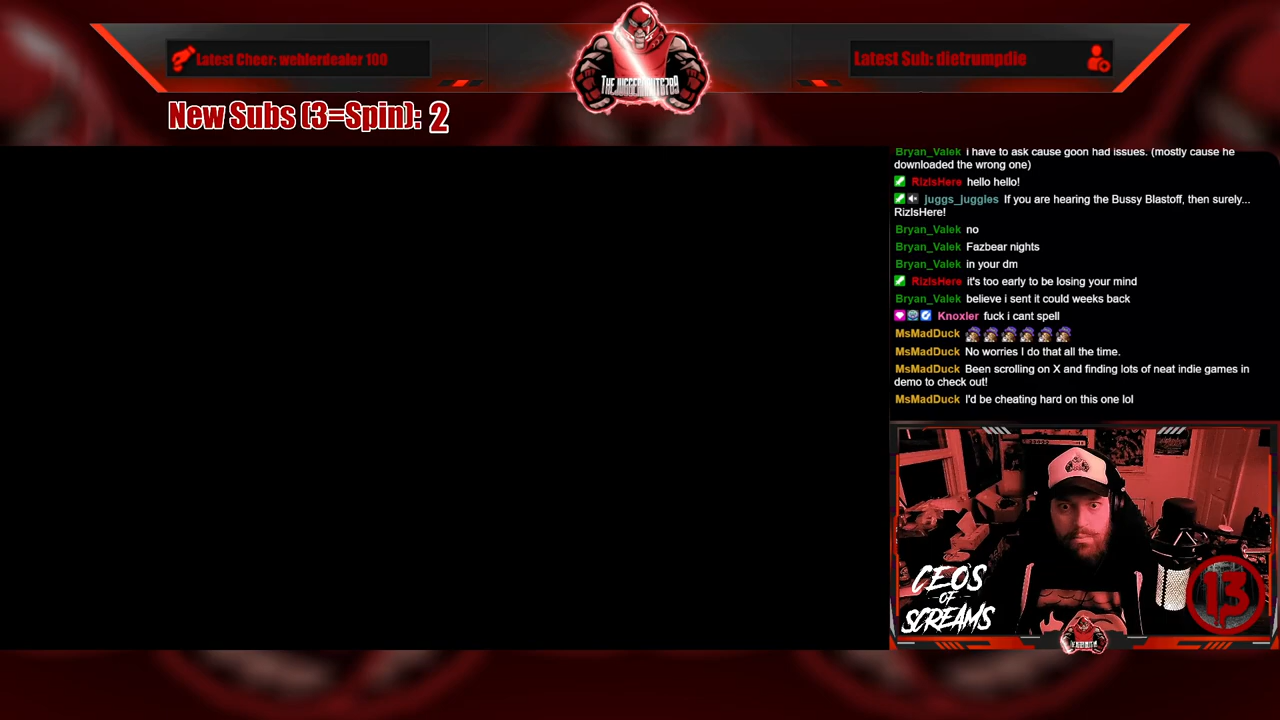 Latest Cheer: wehlerdealer 100
THEJUGGERNAUT6789
Latest Sub: dietrumpdie
New Subs (3=Spin): 2
Bryan_Valek i have to ask cause goon had issues. (mostly cause he
downloaded the wrong one)
RizIsHere hello hello!
juggs_juggles If you are hearing the Bussy Blastoff, then surely...
RizIsHere!
Bryan_Valek no
Bryan_Valek Fazbear nights
Bryan_Valek in your dm
RizIsHere it's too early to be losing your mind
Bryan_Valek believe i sent it could weeks back
Knoxler fuck i cant spell
MsMadDuck
MsMadDuck No worries I do that all the time.
MsMadDuck Been scrolling on X and finding lots of neat indie games in
demo to check out!
MsMadDuck I'd be cheating hard on this one lol
CEOS
OF
SCREAMS
13